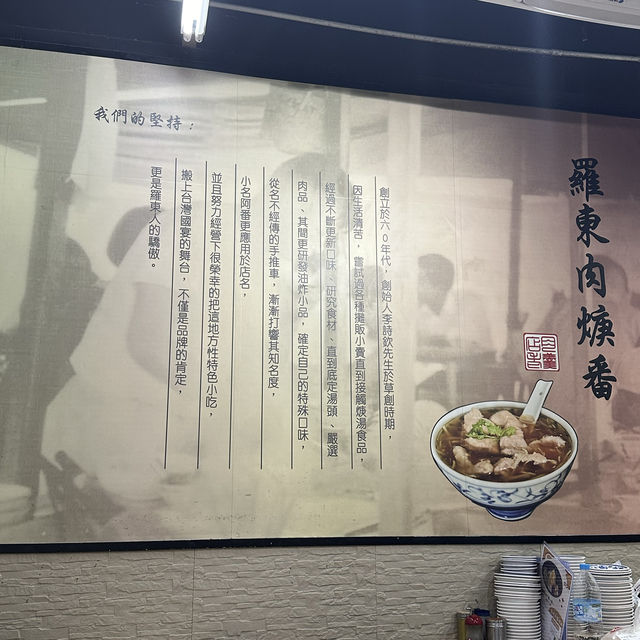 羅東肉焿番
我們的堅持：
創立於六0年代，創始人李詩欽先生於草創時期，
因生活清苦，嘗試過各種攤販小賣直到接觸焿湯食品，
經過不斷更新口味、研究食材、直到底定湯頭、嚴選
肉品、其間更研發油炸小品，確定自己的特殊口味，
從名不經傳的手推車，漸漸打響其知名度，
小名阿番更應用於店名，
並且努力經營下很榮幸的把這地方性特色小吃，
搬上台灣國宴的舞台，不僅是品牌的肯定，
更是羅東人的驕傲。